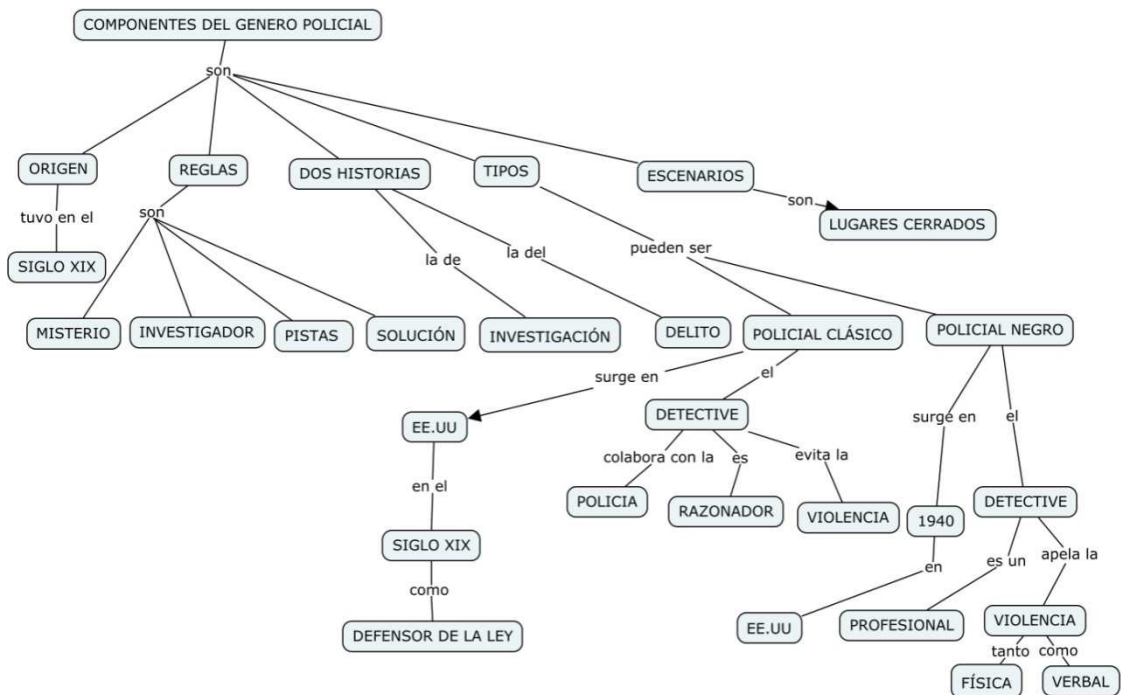 COMPONENTES DEL GENERO POLICIAL
son
ORIGEN
REGLAS
DOS HISTORIAS
TIPOS
ESCENARIOS
tuvo en el
son
son
LUGARES CERRADOS
SIGLO XIX
la de
la del
pueden ser
MISTERIO
INVESTIGADOR
PISTAS
SOLUCIÓN
INVESTIGACIÓN
DELITO
POLICIAL CLÁSICO
POLICIAL NEGRO
surge en
el
EE.UU
DETECTIVE
surge en
el
colabora con la
es
evita la
en el
POLICIA
RAZONADOR
VIOLENCIA
1940
DETECTIVE
SIGLO XIX
en
es un
apela la
como
DEFENSOR DE LA LEY
EE.UU
PROFESIONAL
VIOLENCIA
tanto
como
FÍSICA
VERBAL